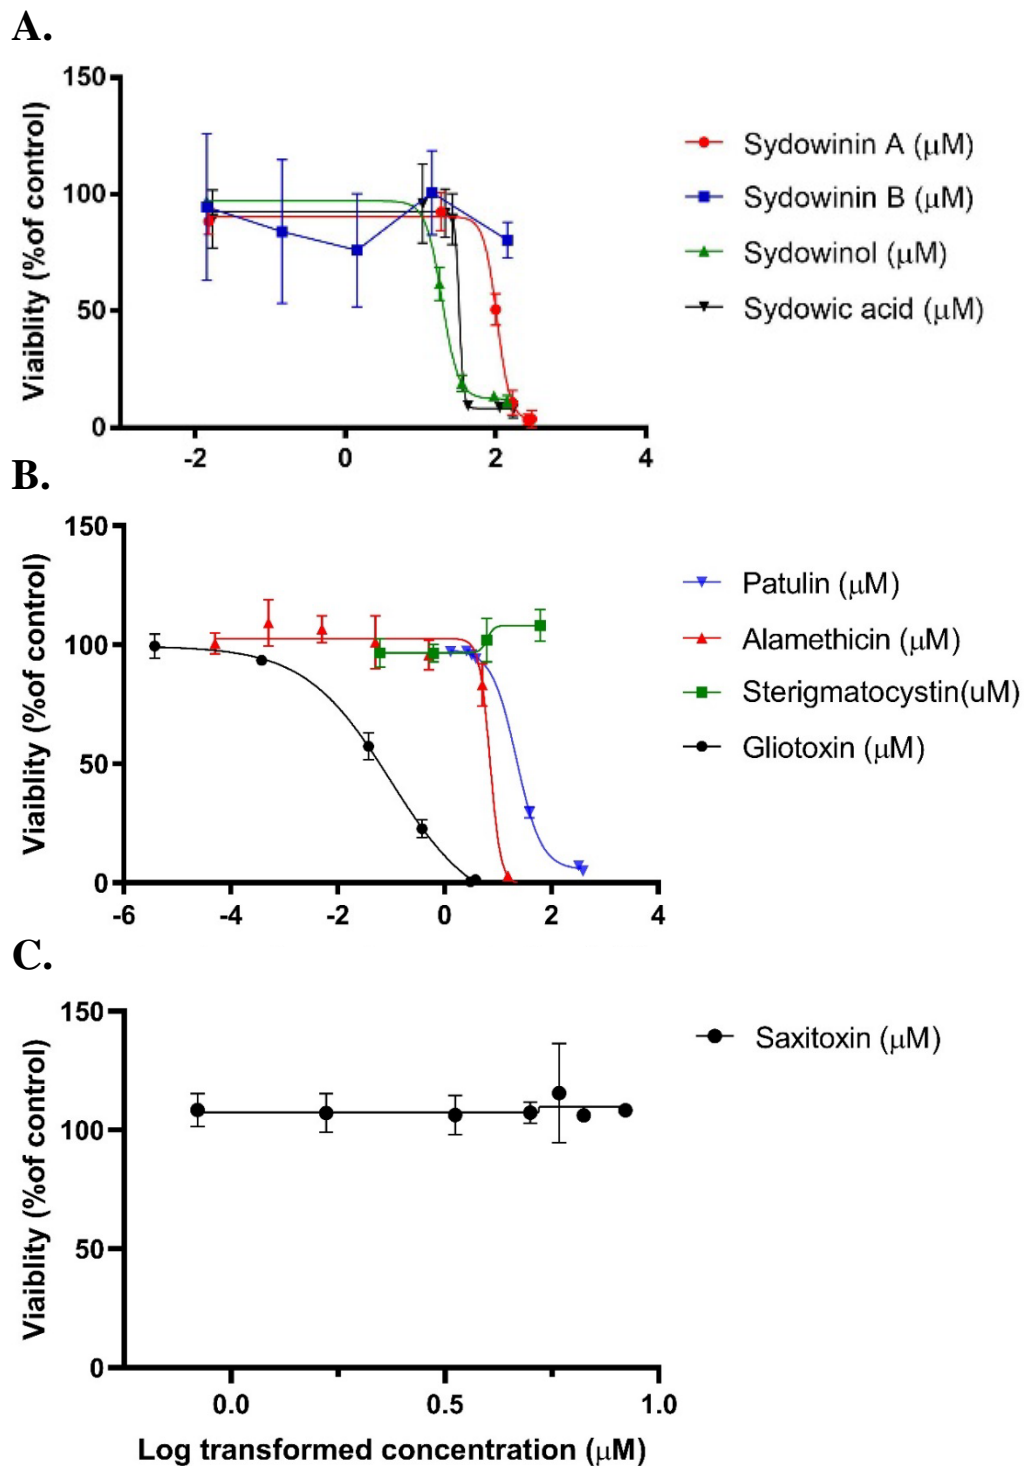 A.
Viaiblity (%of control)
150
100
50
0
-2
0
2
4
Sydowinin A (μM)
Sydowinin B (μM)
Sydowinol (μM)
Sydowic acid (μM)
B.
Viaiblity (%of control)
150
100
50
0
-6
-4
-2
0
2
4
Patulin (μM)
Alamethicin (μM)
Sterigmatocystin(uM)
Gliotoxin (μM)
C.
Viaiblity (%of control)
150
100
50
0
0.0
0.5
1.0
Saxitoxin (μM)
Log transformed concentration (μM)